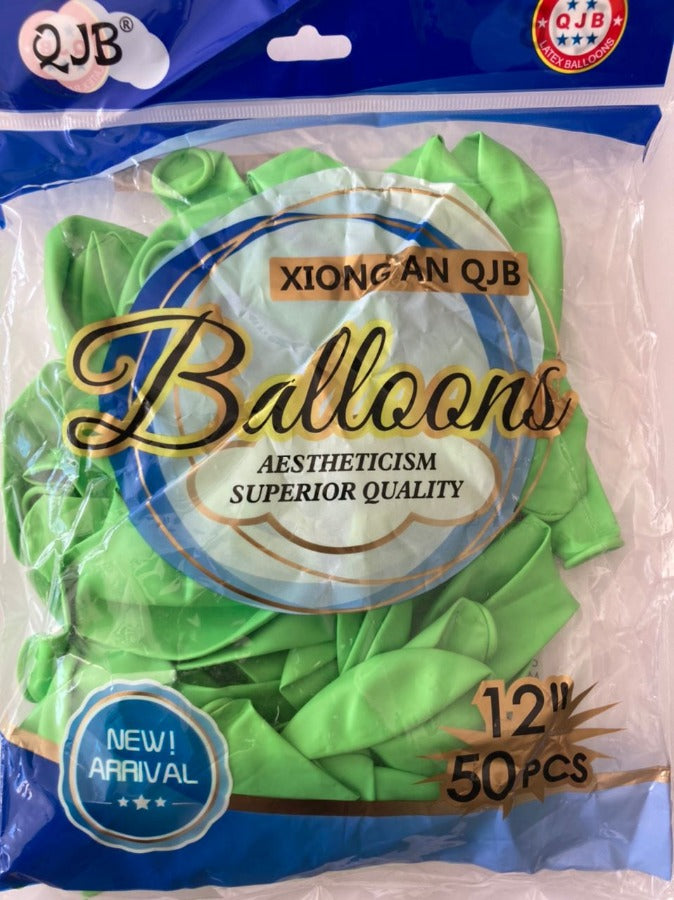 QJB®
QJB
LATEX BALLOONS
XIONG AN QJB
Balloons
AESTHETICISM
SUPERIOR QUALITY
NEW!
ARRIVAL
12"
50PCS